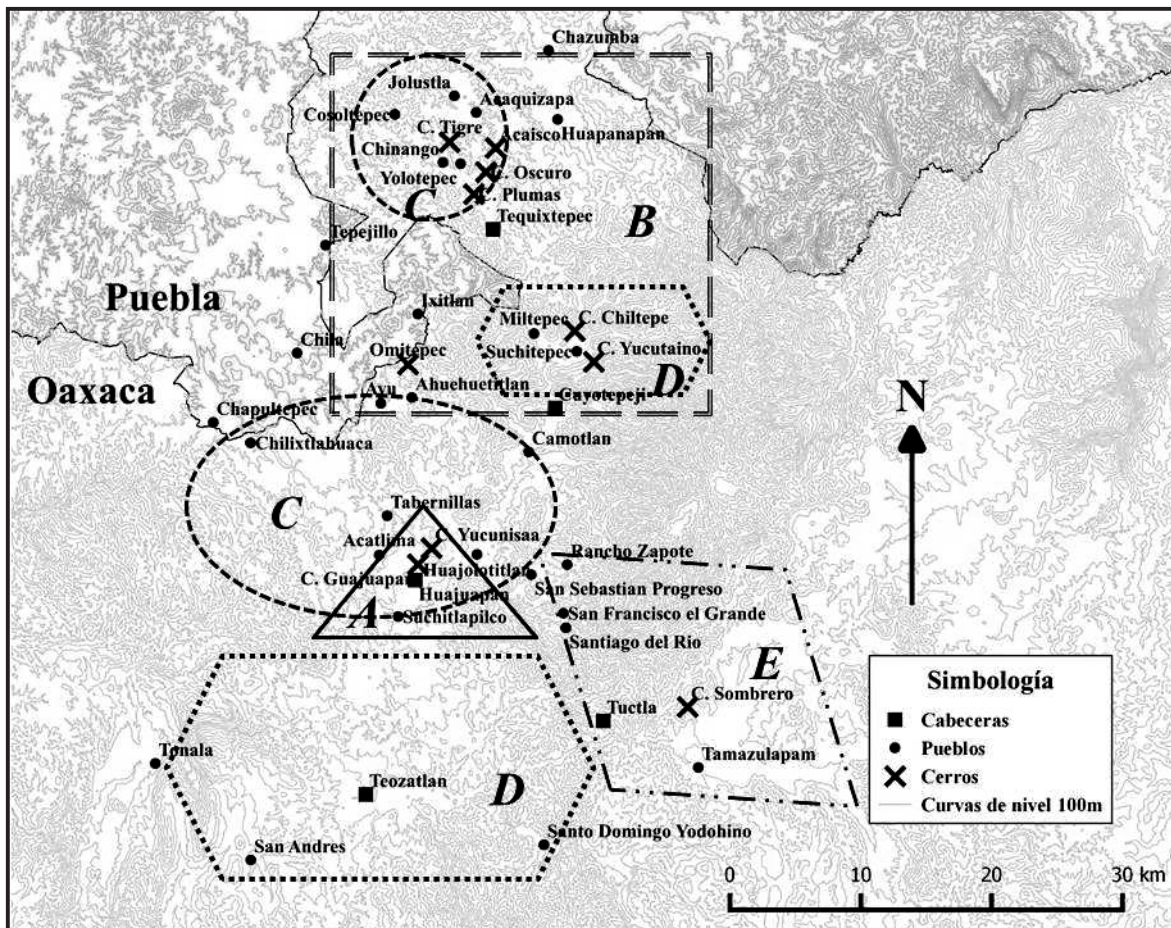 Chazumba
Jolustla
Acaquizapa
Cosoltepec
C. Tigre
Acaisco
Huapanapan
Chinango
C. Oscuro
Yolotepec
C
C. Plumas
Tequixtepec
B
Tepejillo
Puebla
Ixitlan
Miltepec
C. Chiltepe
Chila
Omitepec
Suchitepec
C. Yucutaino
Oaxaca
D
Ayu
Ahuehuetitlan
Cuyotepeji
N
Chapultepec
Chilixtlahuaca
Camotlan
C
Tabernillas
Acatlima
C. Yucunisaa
Rancho Zapote
C. Guajuapan
Huajolotitlan
San Sebastian Progreso
Huajuapan
A
Suchitlapilco
San Francisco el Grande
Santiago del Rio
E
Simbología
C. Sombrero
Tuctla
Cabeceras
Tonala
Tamazulapam
Pueblos
Teozatlan
D
Cerros
Curvas de nivel 100m
San Andres
Santo Domingo Yodohino
0 10 20 30 km